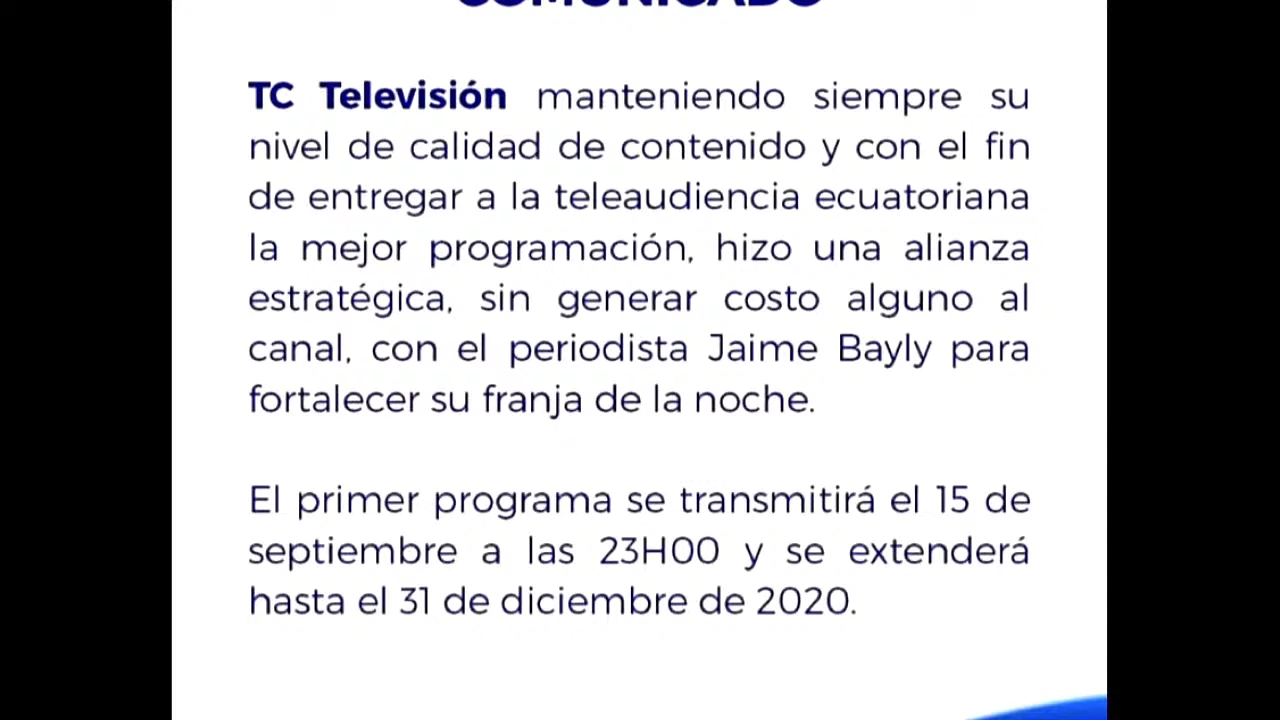 COMUNICADO
TC Televisión manteniendo siempre su
nivel de calidad de contenido y con el fin
de entregar a la teleaudiencia ecuatoriana
la mejor programación, hizo una alianza
estratégica, sin generar costo alguno al
canal, con el periodista Jaime Bayly para
fortalecer su franja de la noche.
El primer programa se transmitirá el 15 de
septiembre a las 23H00 y se extenderá
hasta el 31 de diciembre de 2020.